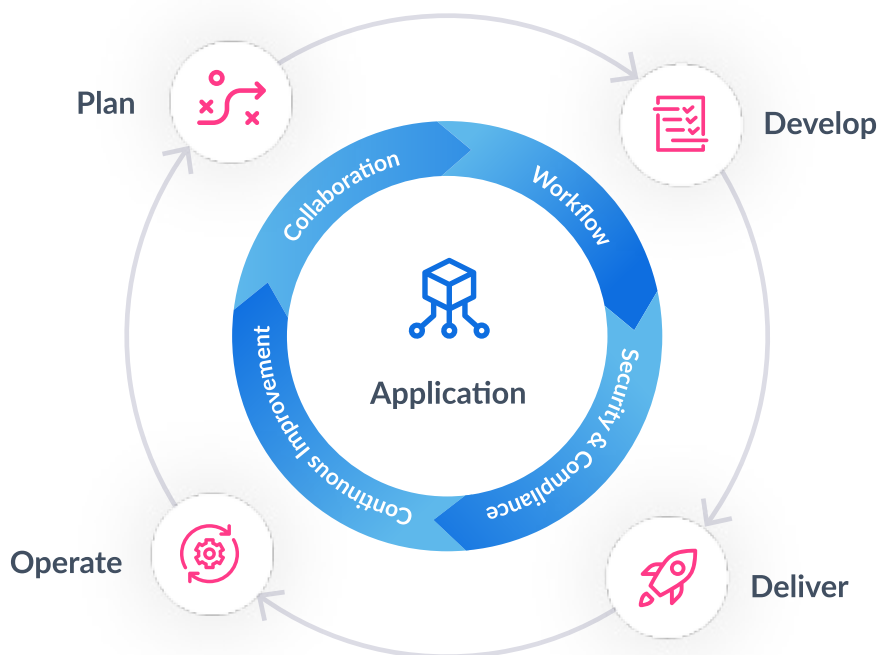 Plan
Develop
Collaboration
Workflow
Application
Security & Compliance
Continuous Improvement
Operate
Deliver